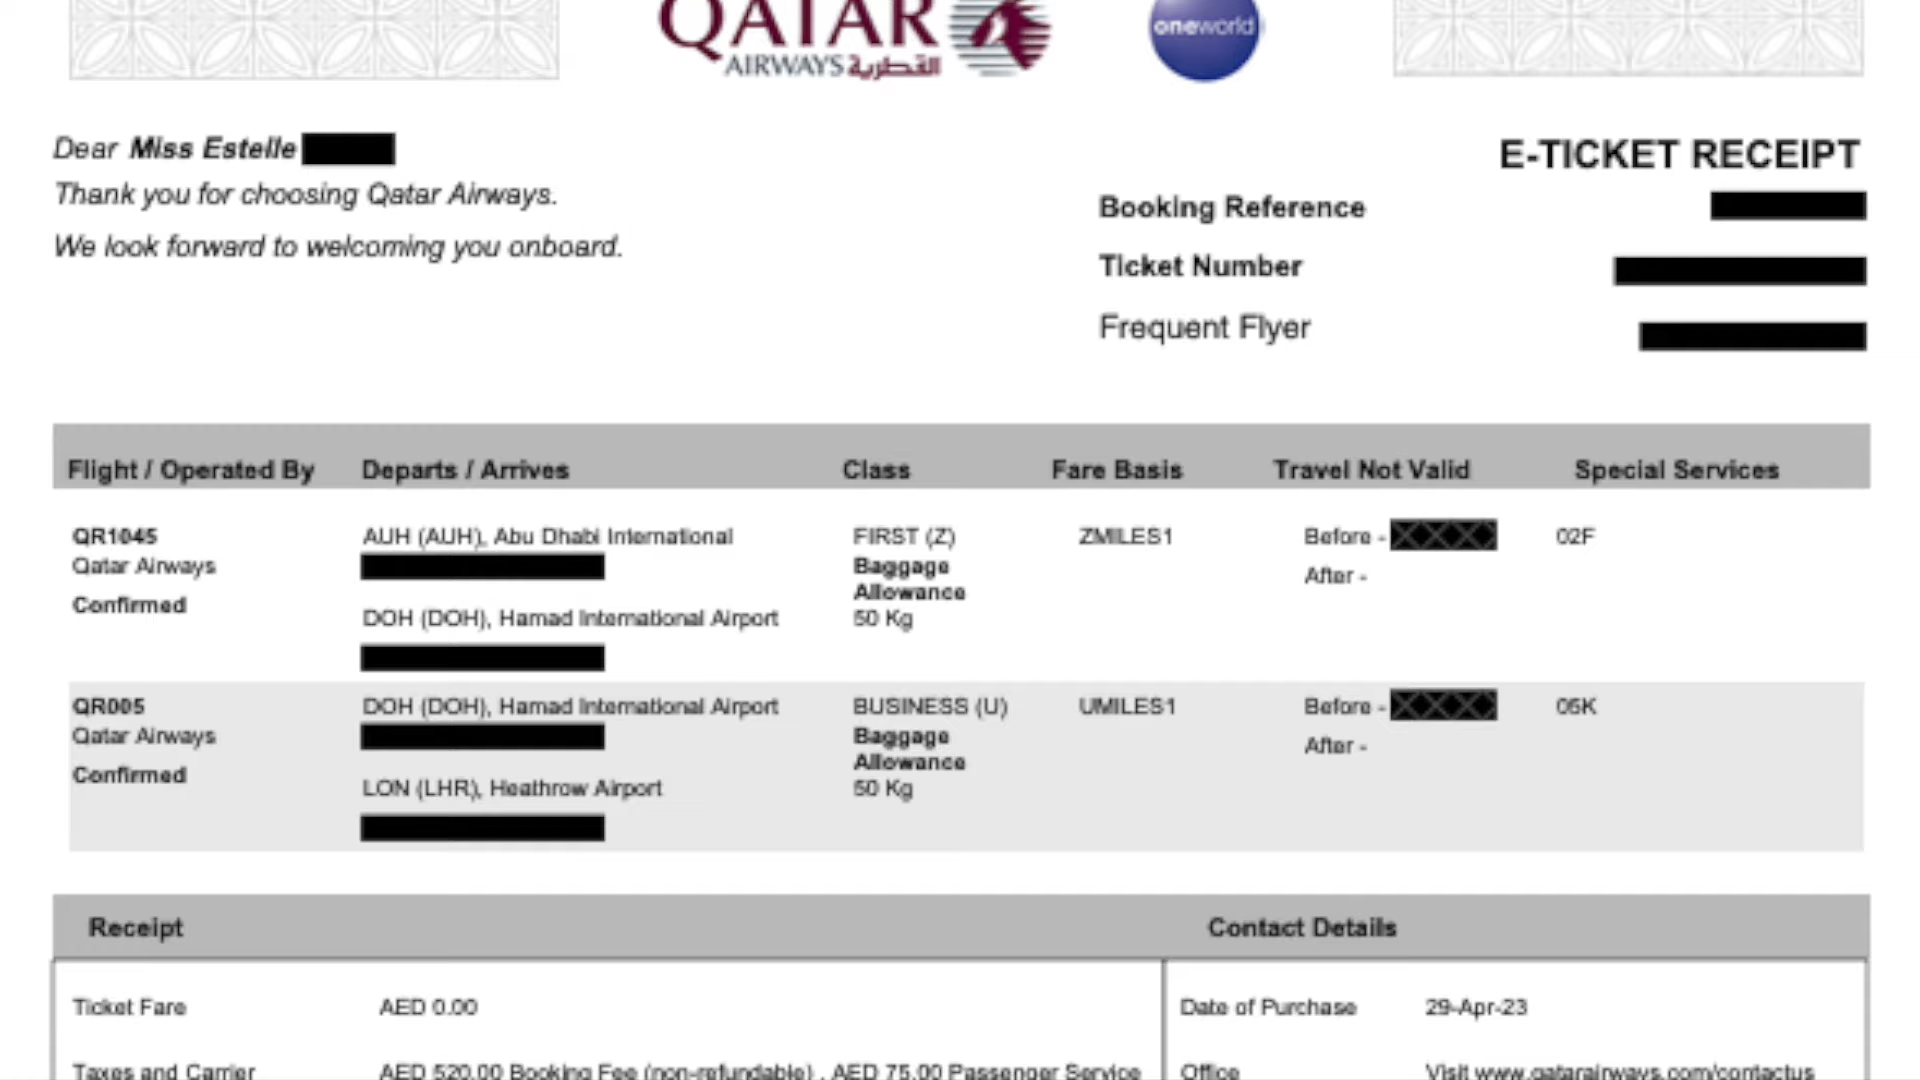 QATAR
AIRWAYS القطرية
oneworld
Dear Miss Estelle
E-TICKET RECEIPT
Thank you for choosing Qatar Airways.
Booking Reference
We look forward to welcoming you onboard.
Ticket Number
Frequent Flyer
Flight / Operated By Departs / Arrives Class Fare Basis Travel Not Valid Special Services
QR1045 AUH (AUH), Abu Dhabi International FIRST (Z) ZMILES1 Before - 02F
Qatar Airways Baggage
After -
Allowance
Confirmed
DOH (DOH), Hamad International Airport 50 Kg
QR005 DOH (DOH), Hamad International Airport BUSINESS (U) UMILES1 Before - 05K
Qatar Airways Baggage
After -
Allowance
Confirmed
LON (LHR), Heathrow Airport 50 Kg
Receipt Contact Details
Ticket Fare AED 0.00 Date of Purchase 29-Apr-23
Taxes and Carrier AED 520.00 Booking Fee (non-refundable) , AED 75.00 Passenger Service Office Visit www.qatarairways.com/contactus